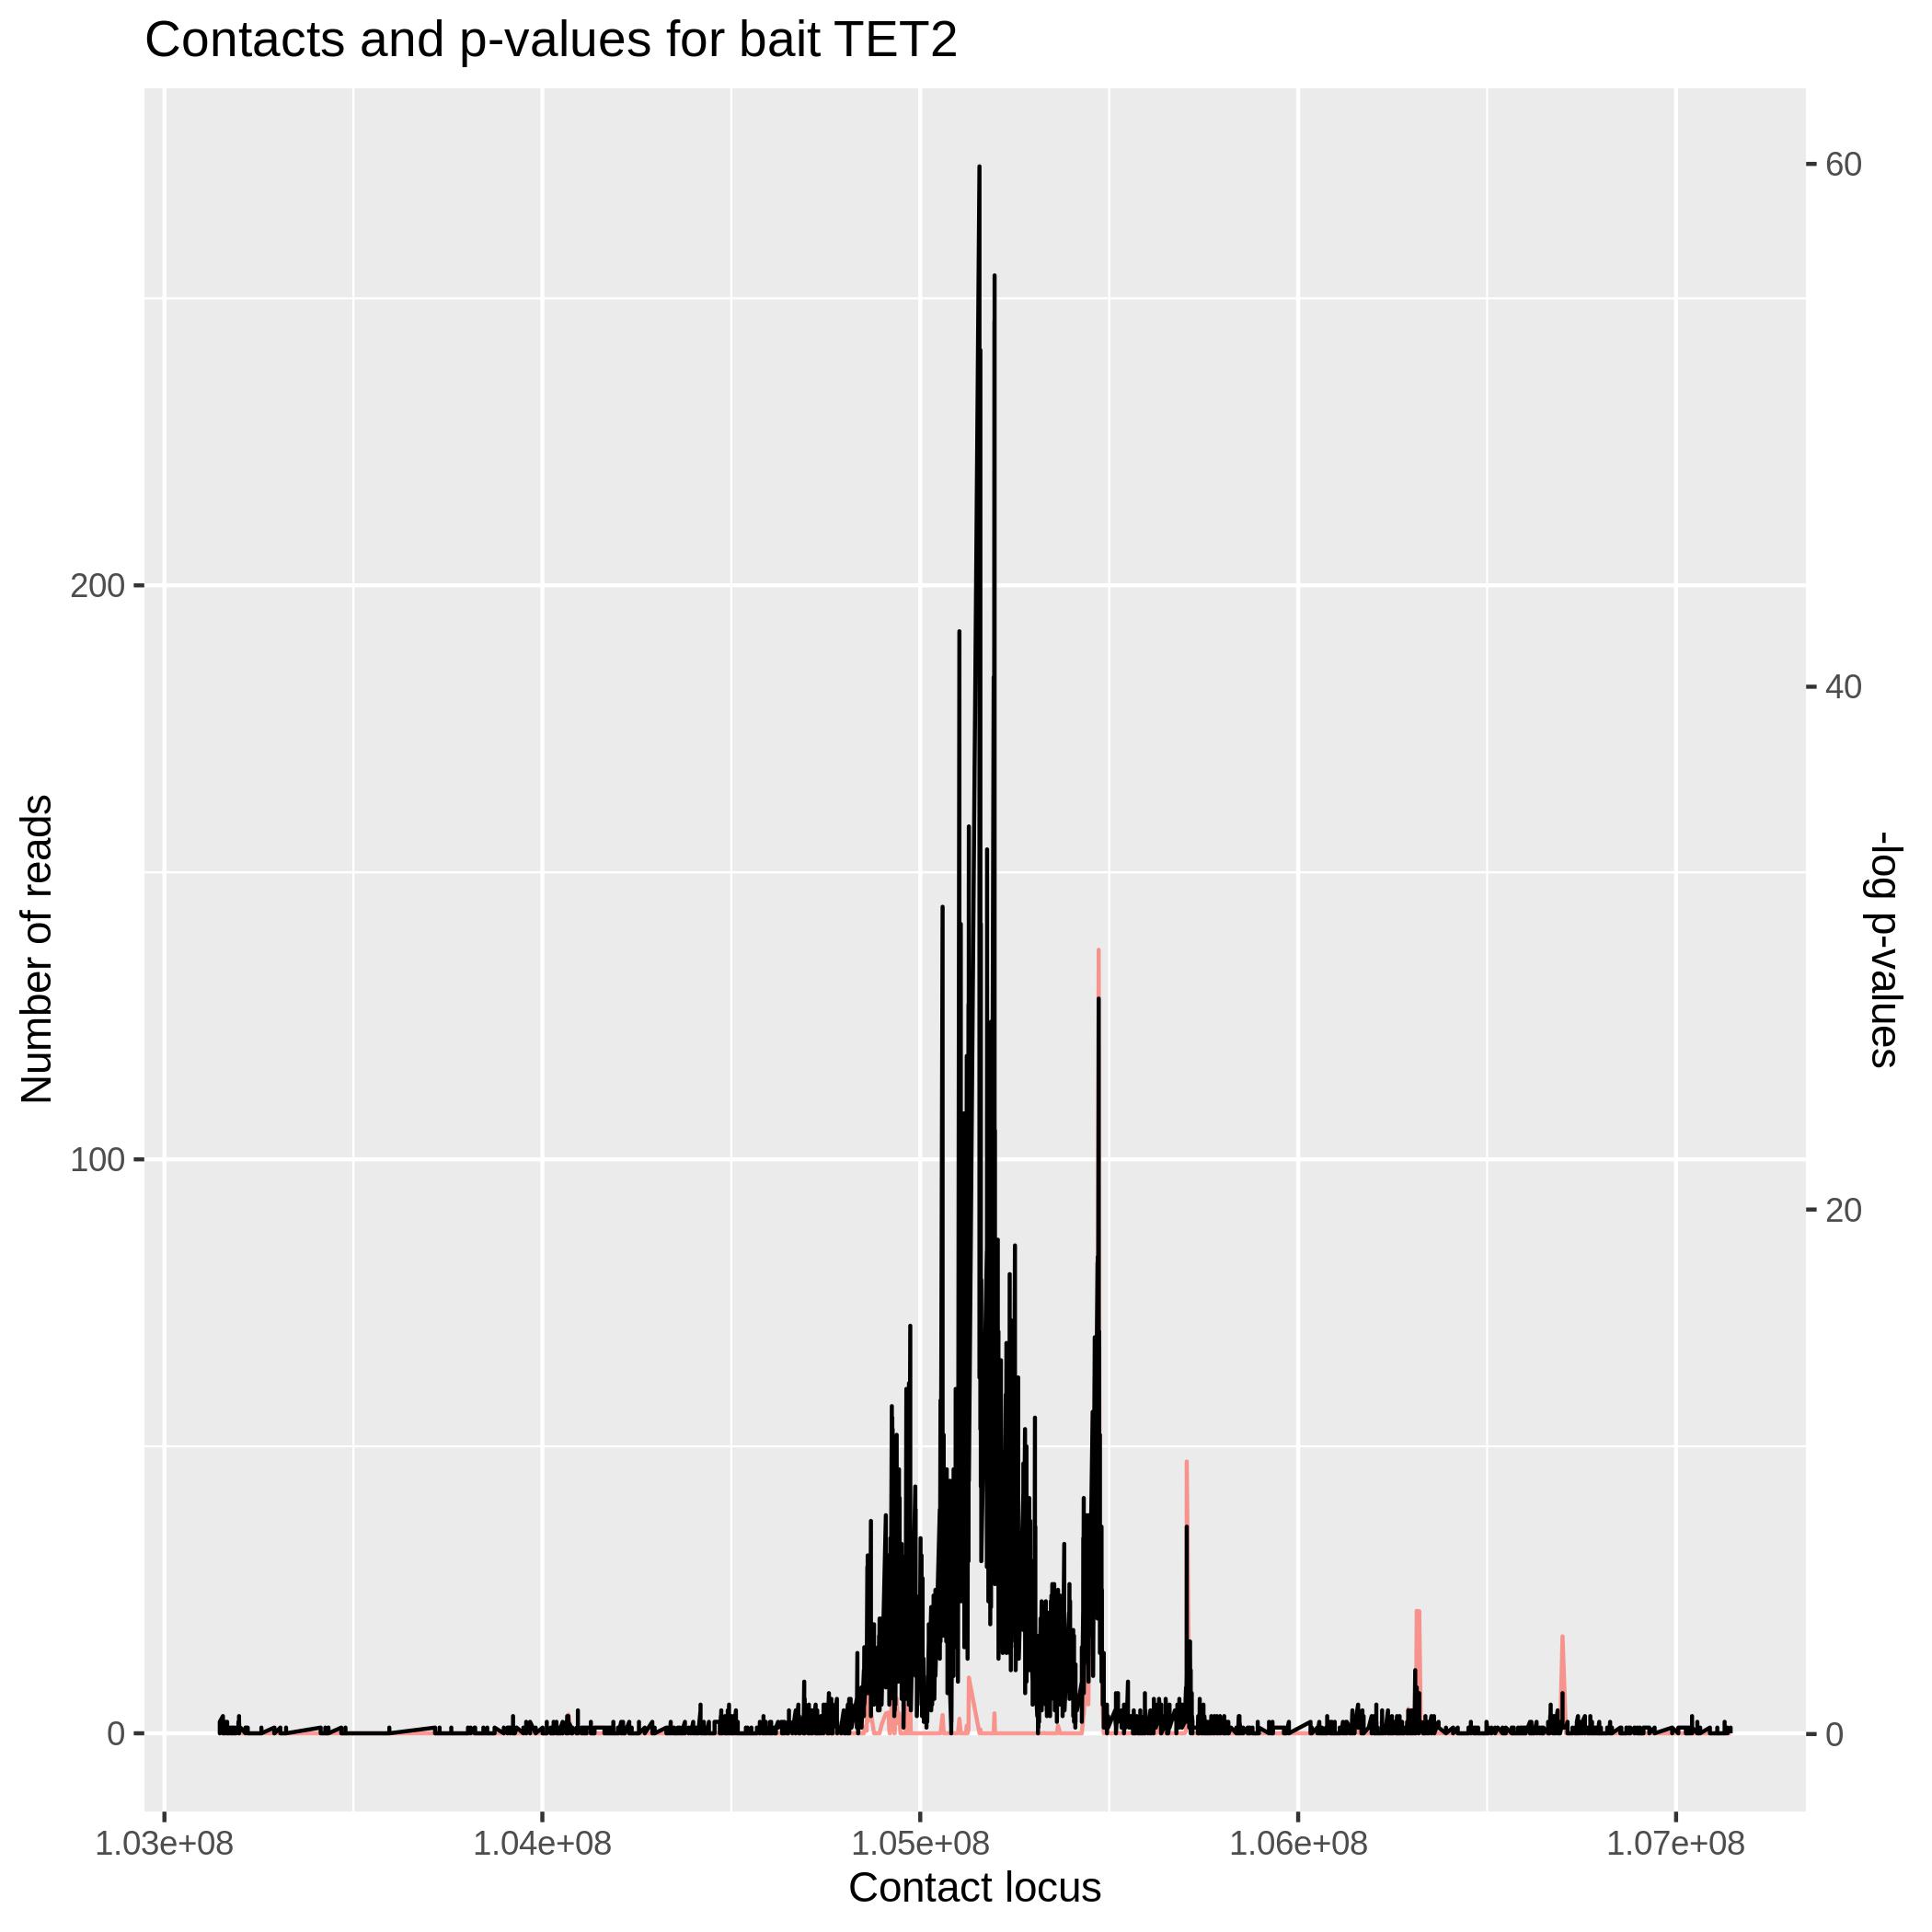 Contacts and p-values for bait TET2
60
200
40
Number of reads
-log p-values
20
100
0
0
1.03e+08
1.04e+08
1.05e+08
1.06e+08
1.07e+08
Contact locus